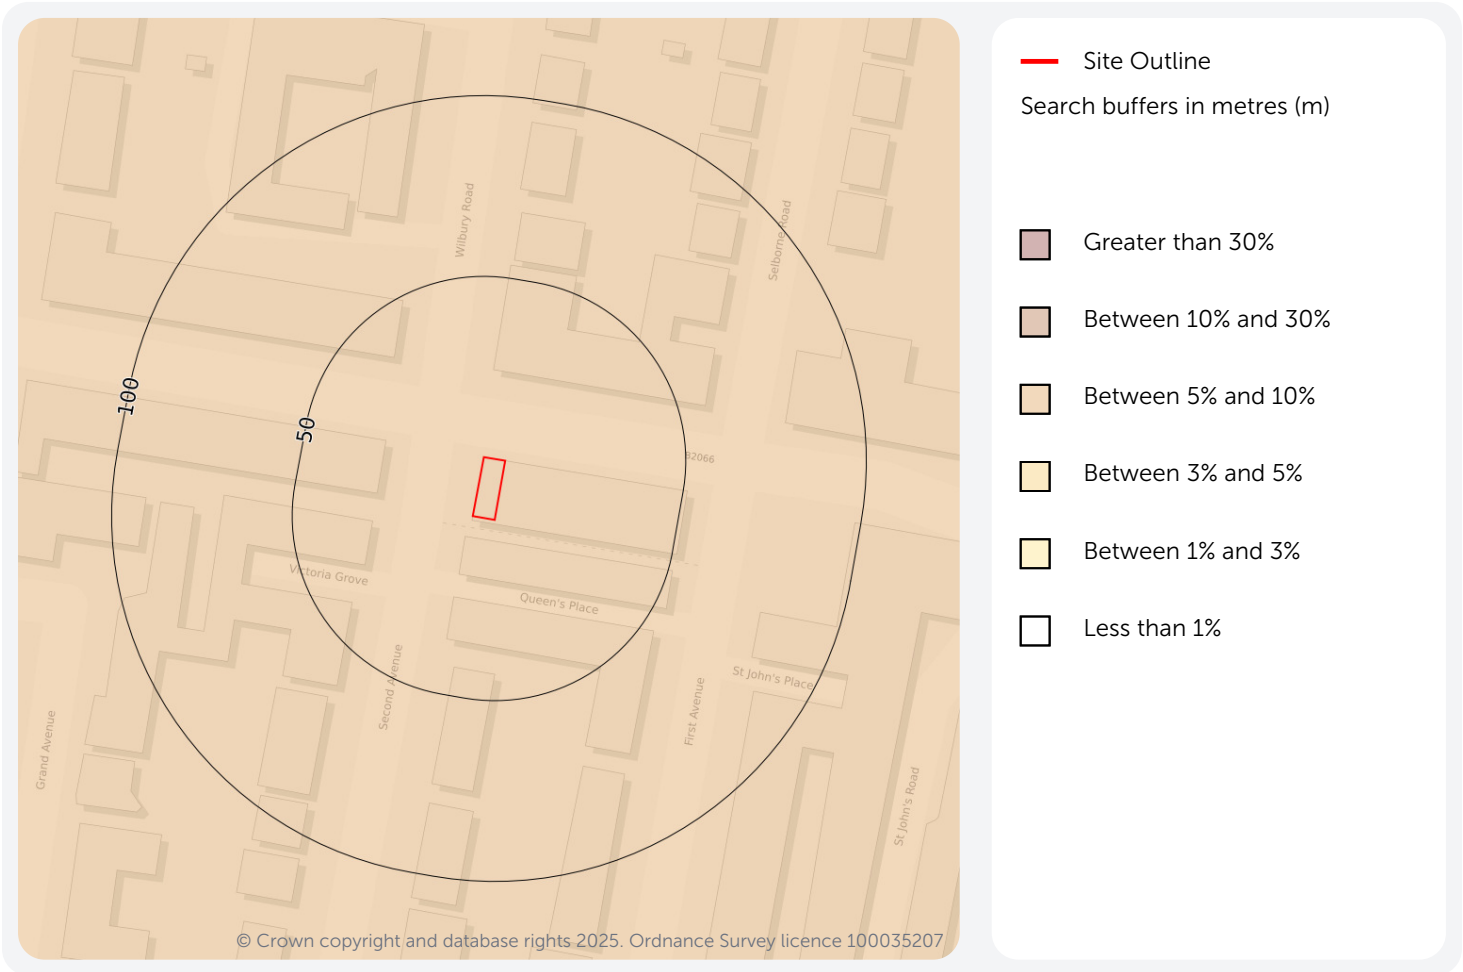 Wilbury Road
Selborne Road
100
50
B2066
Victoria Grove
Queen's Place
Second Avenue
First Avenue
St John's Place
Grand Avenue
St John's Road
© Crown copyright and database rights 2025. Ordnance Survey licence 100035207
Site Outline
Search buffers in metres (m)
Greater than 30%
Between 10% and 30%
Between 5% and 10%
Between 3% and 5%
Between 1% and 3%
Less than 1%